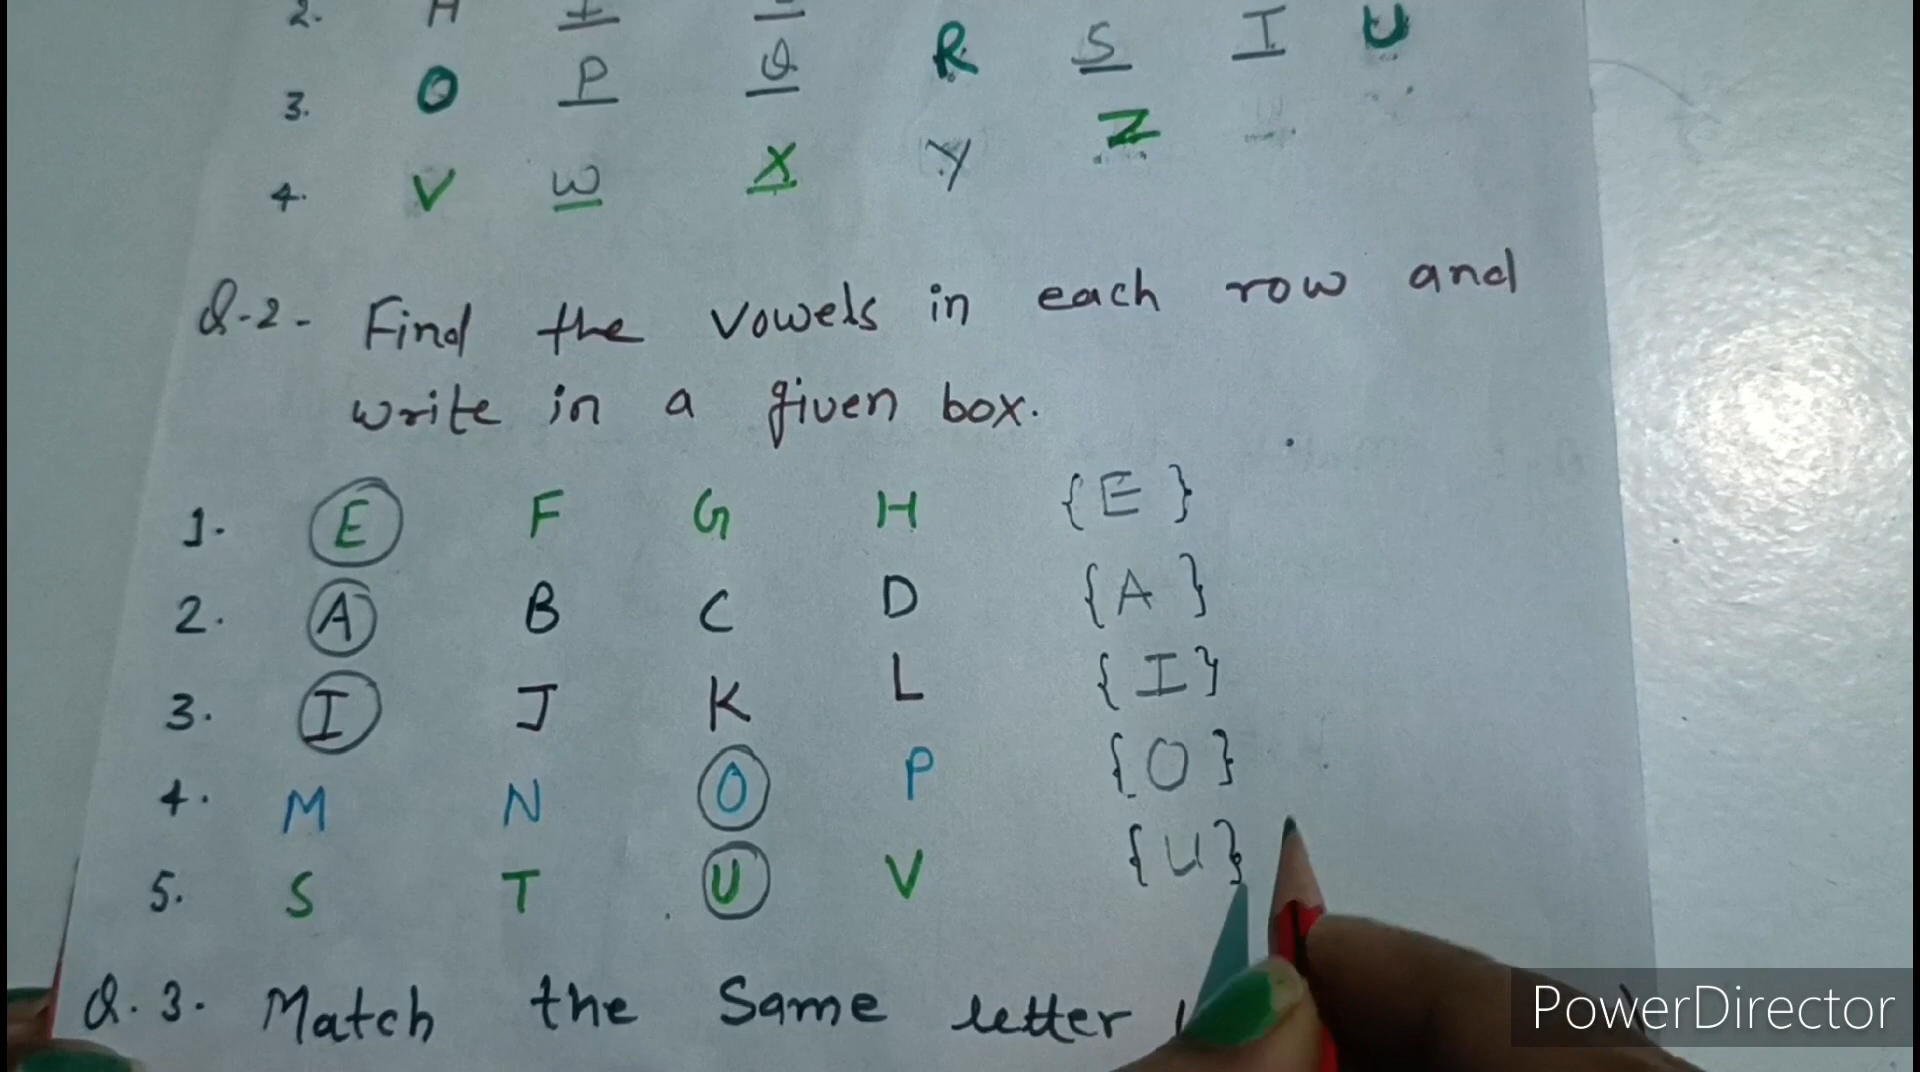 2. H I
3. O P Q R S I U
4. V W X Y Z
Q-2- Find the vowels in each row and
write in a given box.
1. E F G H {E}
2. A B C D {A}
3. I J K L {I}
4. M N O P {O}
5. S T U V {U}
Q.3. Match the Same letter
PowerDirector